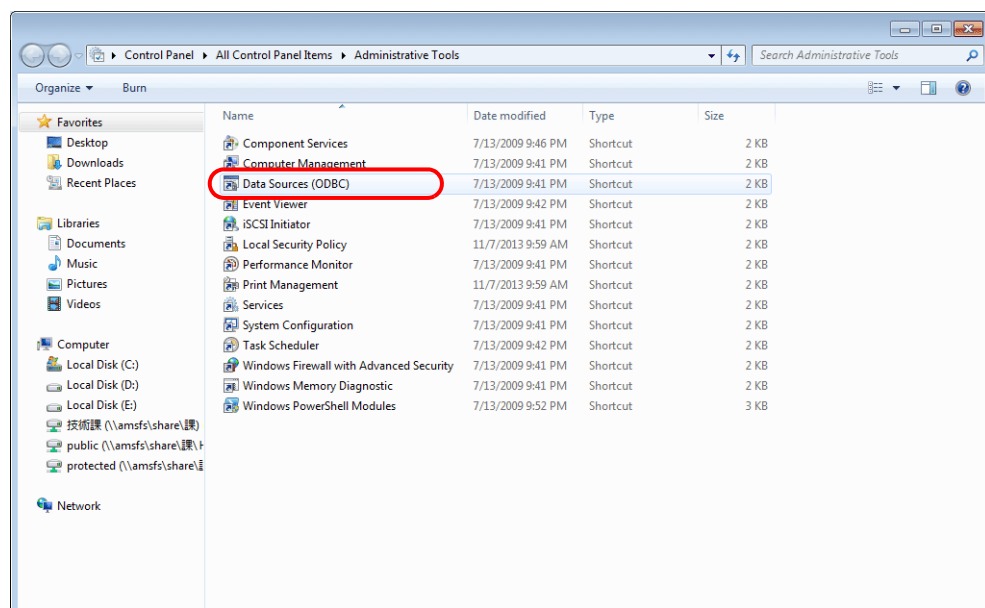 Control Panel ▸ All Control Panel Items ▸ Administrative Tools
Search Administrative Tools
Organize Burn
Favorites
Desktop
Downloads
Recent Places
Libraries
Documents
Music
Pictures
Videos
Computer
Local Disk (C:)
Local Disk (D:)
Local Disk (E:)
技術課 (\\amsfs\share\課)
public (\\amsfs\share\課\H
protected (\\amsfs\share\
Network
Name Date modified Type Size
Component Services 7/13/2009 9:46 PM Shortcut 2 KB
Computer Management 7/13/2009 9:41 PM Shortcut 2 KB
Data Sources (ODBC) 7/13/2009 9:41 PM Shortcut 2 KB
Event Viewer 7/13/2009 9:42 PM Shortcut 2 KB
iSCSI Initiator 7/13/2009 9:41 PM Shortcut 2 KB
Local Security Policy 11/7/2013 9:59 AM Shortcut 2 KB
Performance Monitor 7/13/2009 9:41 PM Shortcut 2 KB
Print Management 11/7/2013 9:59 AM Shortcut 2 KB
Services 7/13/2009 9:41 PM Shortcut 2 KB
System Configuration 7/13/2009 9:41 PM Shortcut 2 KB
Task Scheduler 7/13/2009 9:42 PM Shortcut 2 KB
Windows Firewall with Advanced Security 7/13/2009 9:41 PM Shortcut 2 KB
Windows Memory Diagnostic 7/13/2009 9:41 PM Shortcut 2 KB
Windows PowerShell Modules 7/13/2009 9:52 PM Shortcut 3 KB